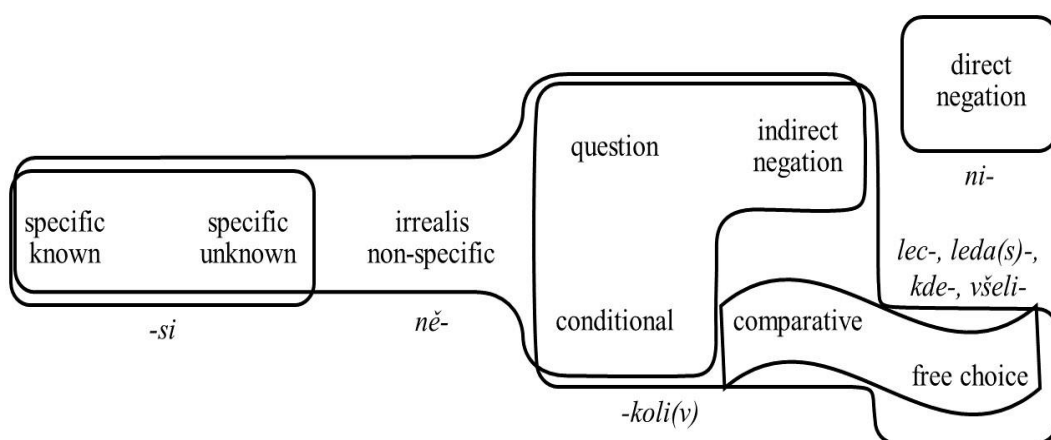 direct
negation
ni-
question
indirect
negation
specific
known
specific
unknown
irrealis
non-specific
lec-, leda(s)-,
kde-, všeli-
-si
ně-
conditional
comparative
free choice
-koli(v)